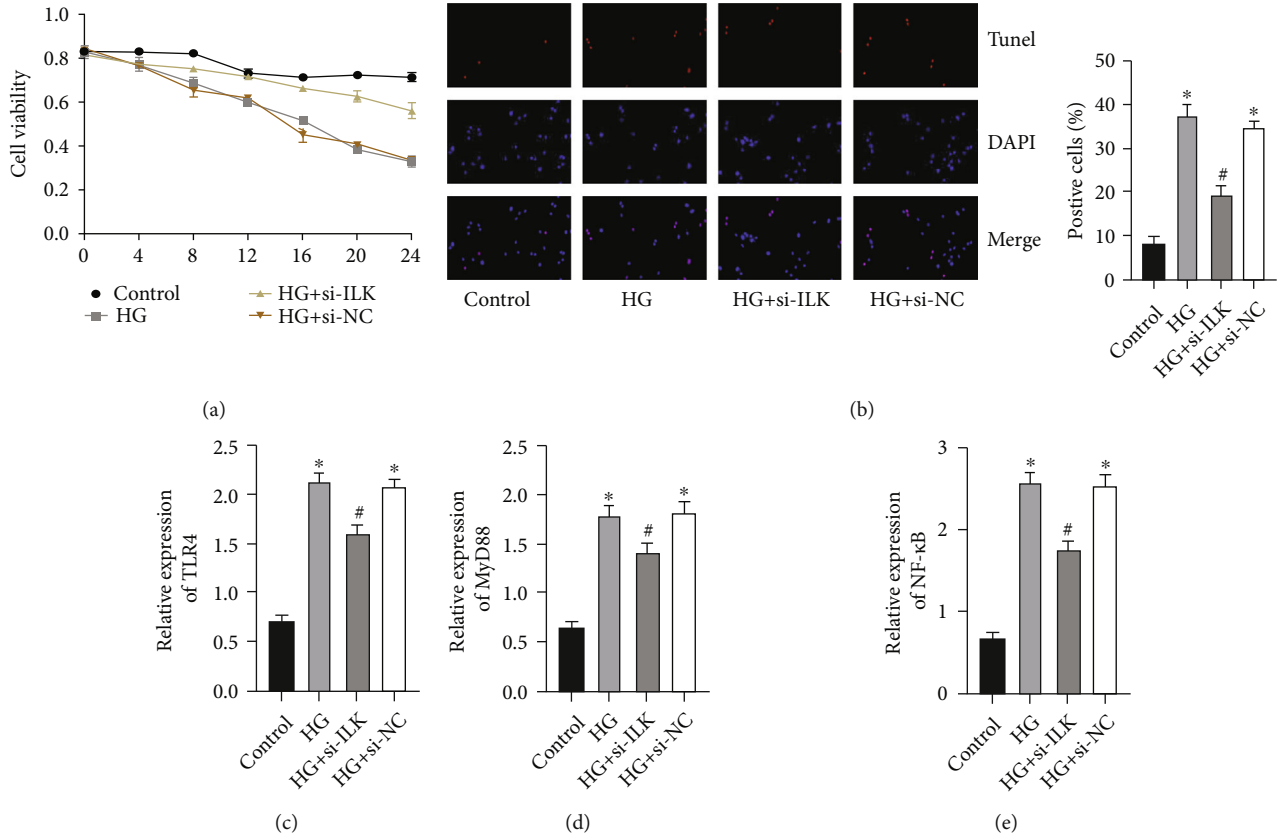 1.0
0.8
0.6
0.4
0.2
0.0
Cell viability
0
4
8
12
16
20
24
Control
HG
HG+si-ILK
HG+si-NC
(a)
Tunel
DAPI
Merge
Control
HG
HG+si-ILK
HG+si-NC
50
40
30
20
10
0
Postive cells (%)
*
#
*
Control
HG
HG+si-ILK
HG+si-NC
(b)
2.5
2.0
1.5
1.0
0.5
0.0
Relative expression
of TLR4
*
#
*
Control
HG
HG+si-ILK
HG+si-NC
(c)
2.5
2.0
1.5
1.0
0.5
0.0
Relative expression
of MyD88
*
#
*
Control
HG
HG+si-ILK
HG+si-NC
(d)
3
2
1
0
Relative expression
of NF-κB
*
#
*
Control
HG
HG+si-ILK
HG+si-NC
(e)